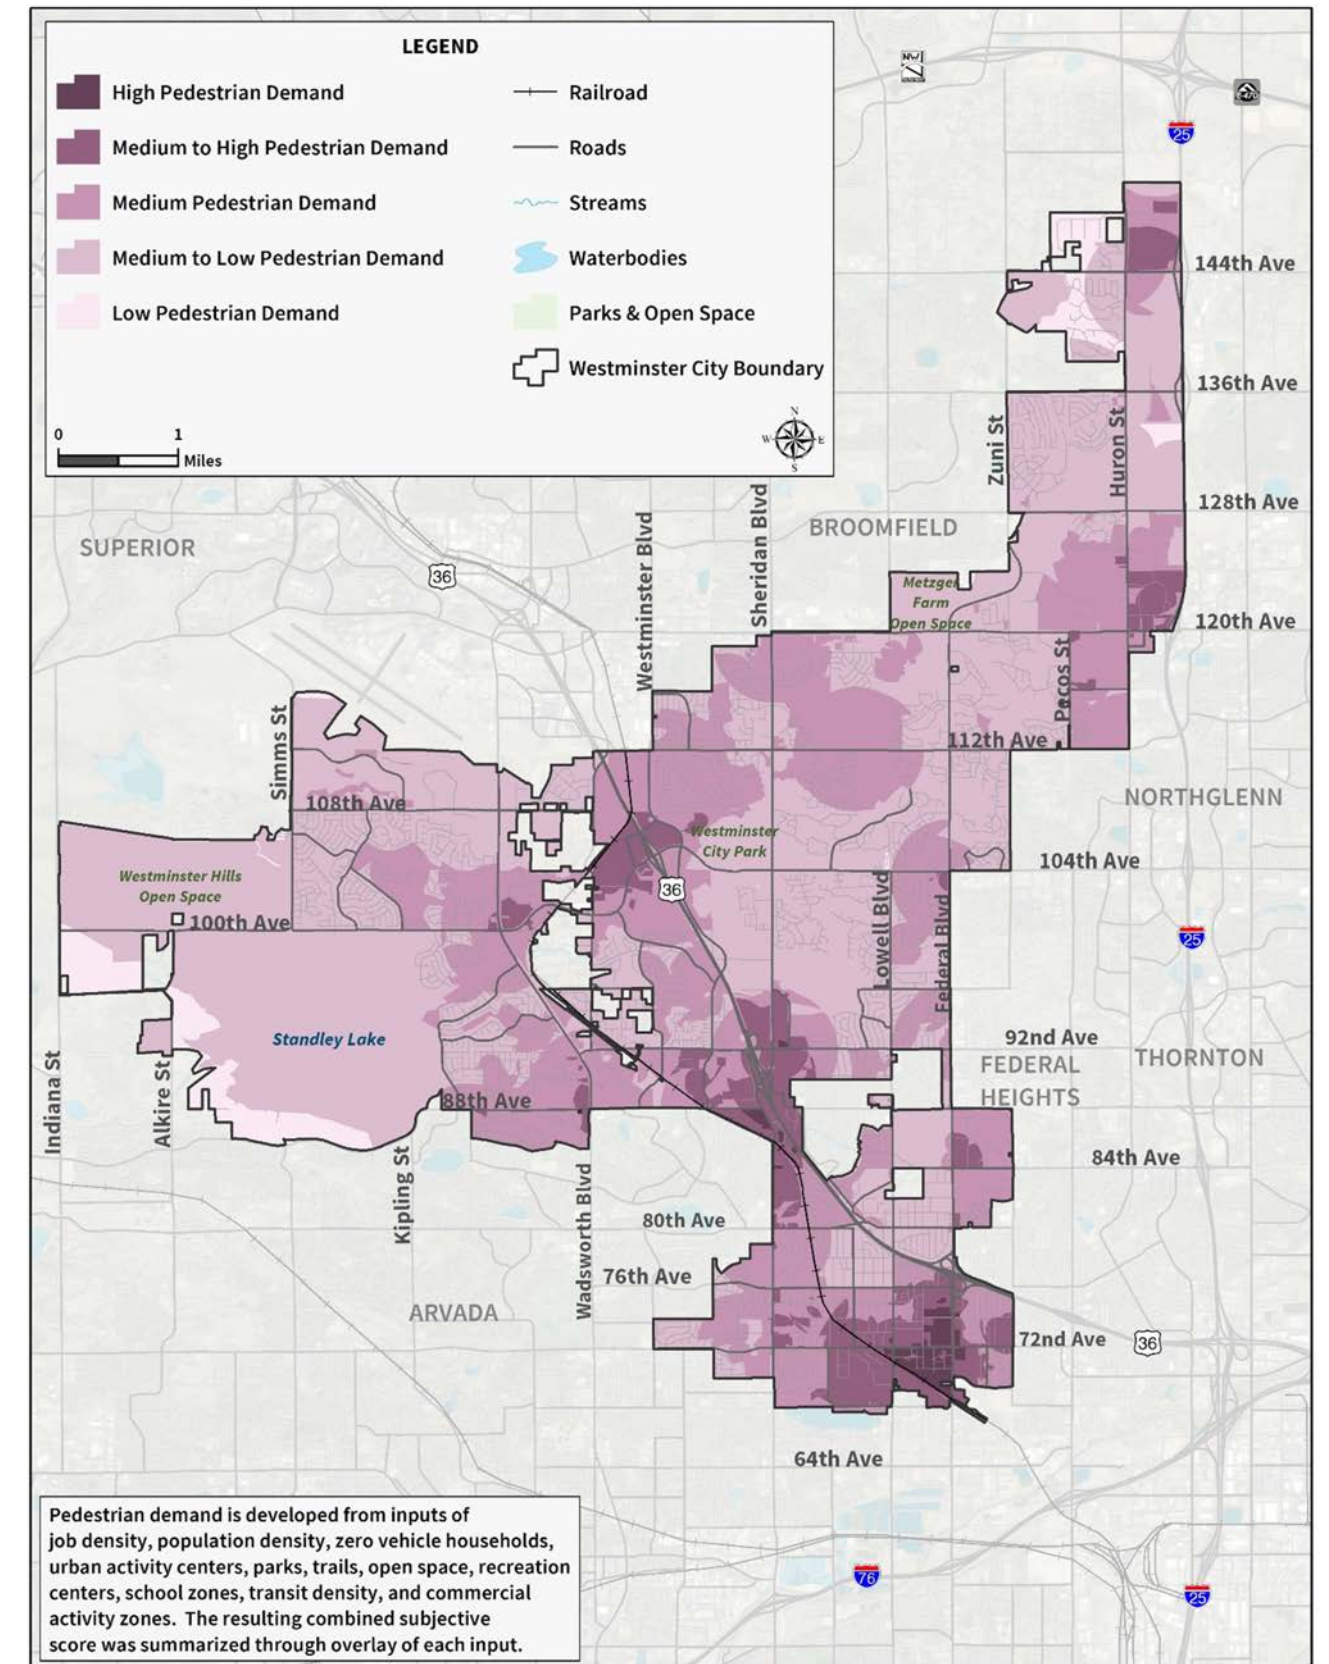 LEGEND
High Pedestrian Demand
Medium to High Pedestrian Demand
Medium Pedestrian Demand
Medium to Low Pedestrian Demand
Low Pedestrian Demand
Railroad
Roads
Streams
Waterbodies
Parks & Open Space
Westminster City Boundary
0 1
Miles
N
W E
S
NW
25
144th Ave
136th Ave
Zuni St
Huron St
128th Ave
SUPERIOR
36
Westminster Blvd
Sheridan Blvd
BROOMFIELD
Metzger
Farm
Open Space
120th Ave
Pecos St
Simms St
112th Ave
108th Ave
NORTHGLENN
Westminster
City Park
104th Ave
Westminster Hills
Open Space
36
100th Ave
Lowell Blvd
Federal Blvd
25
Standley Lake
92nd Ave
FEDERAL
HEIGHTS
THORNTON
Indiana St
Alkire St
88th Ave
Kipling St
Wadsworth Blvd
84th Ave
80th Ave
76th Ave
ARVADA
72nd Ave
36
64th Ave
76
25
Pedestrian demand is developed from inputs of
job density, population density, zero vehicle households,
urban activity centers, parks, trails, open space, recreation
centers, school zones, transit density, and commercial
activity zones. The resulting combined subjective
score was summarized through overlay of each input.